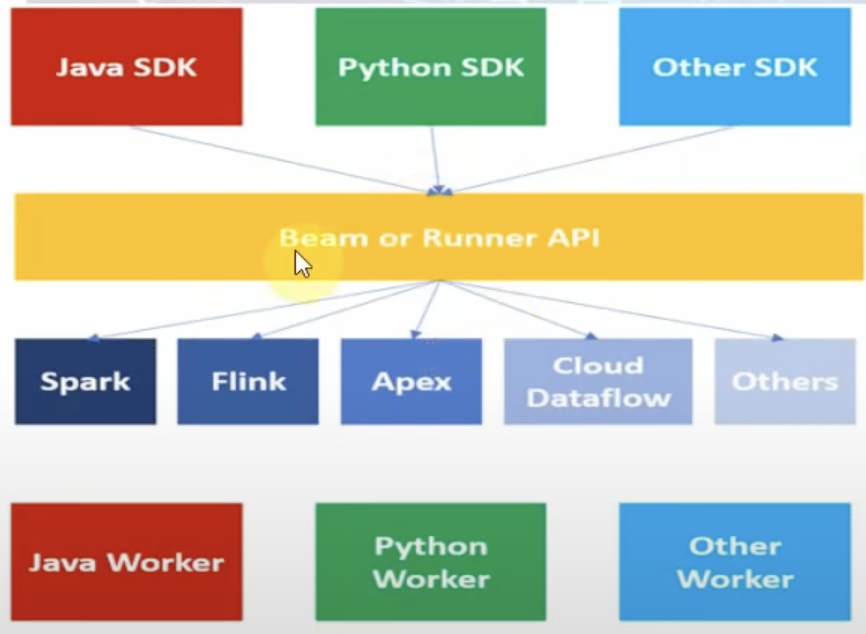 Java SDK
Python SDK
Other SDK
Beam or Runner API
Spark
Flink
Apex
Cloud
Dataflow
Others
Java Worker
Python
Worker
Other
Worker